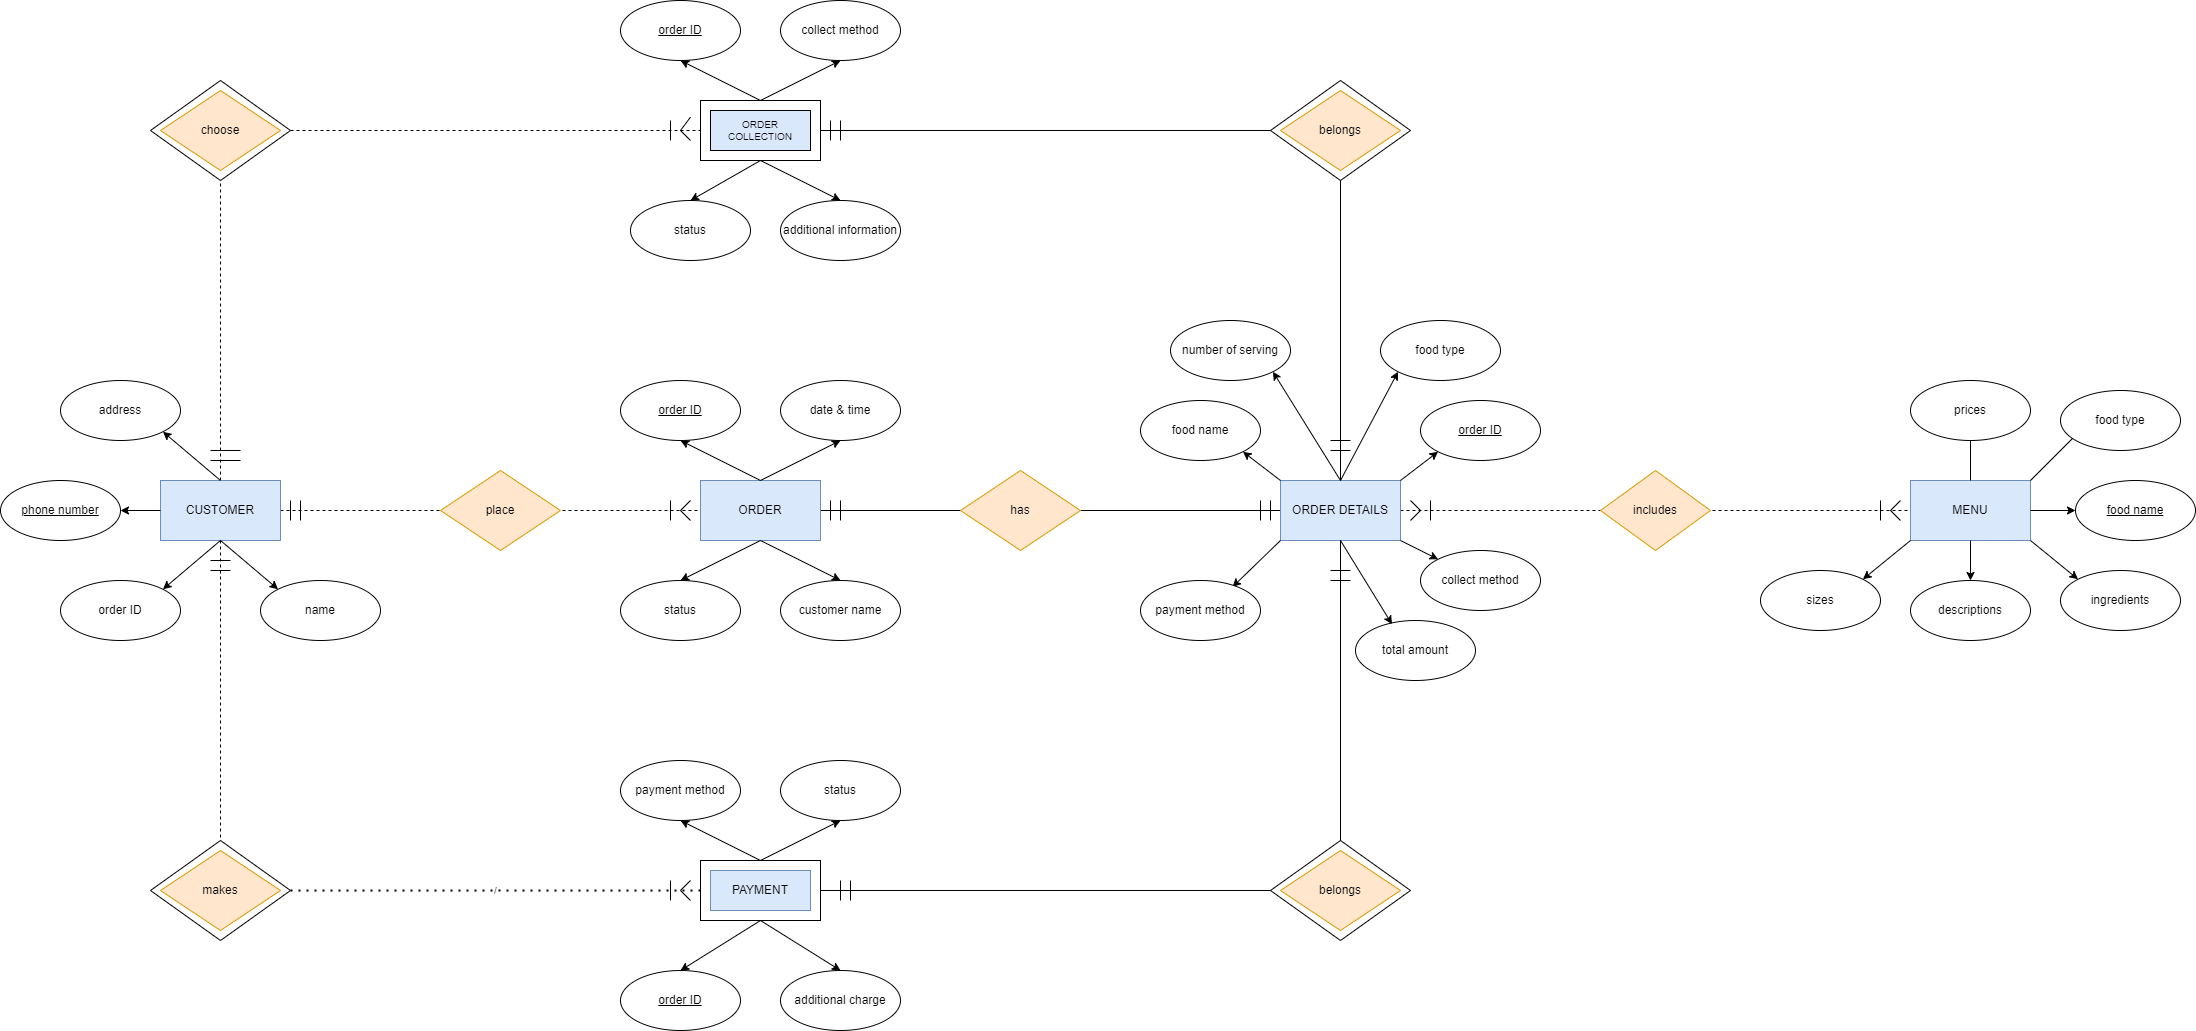 order ID
collect method
choose
ORDER
COLLECTION
belongs
status
additional information
number of serving
food type
address
order ID
date & time
food name
order ID
prices
food type
phone number
CUSTOMER
place
ORDER
has
ORDER DETAILS
includes
MENU
food name
order ID
name
status
customer name
payment method
collect method
total amount
sizes
descriptions
ingredients
payment method
status
makes
/
PAYMENT
belongs
order ID
additional charge